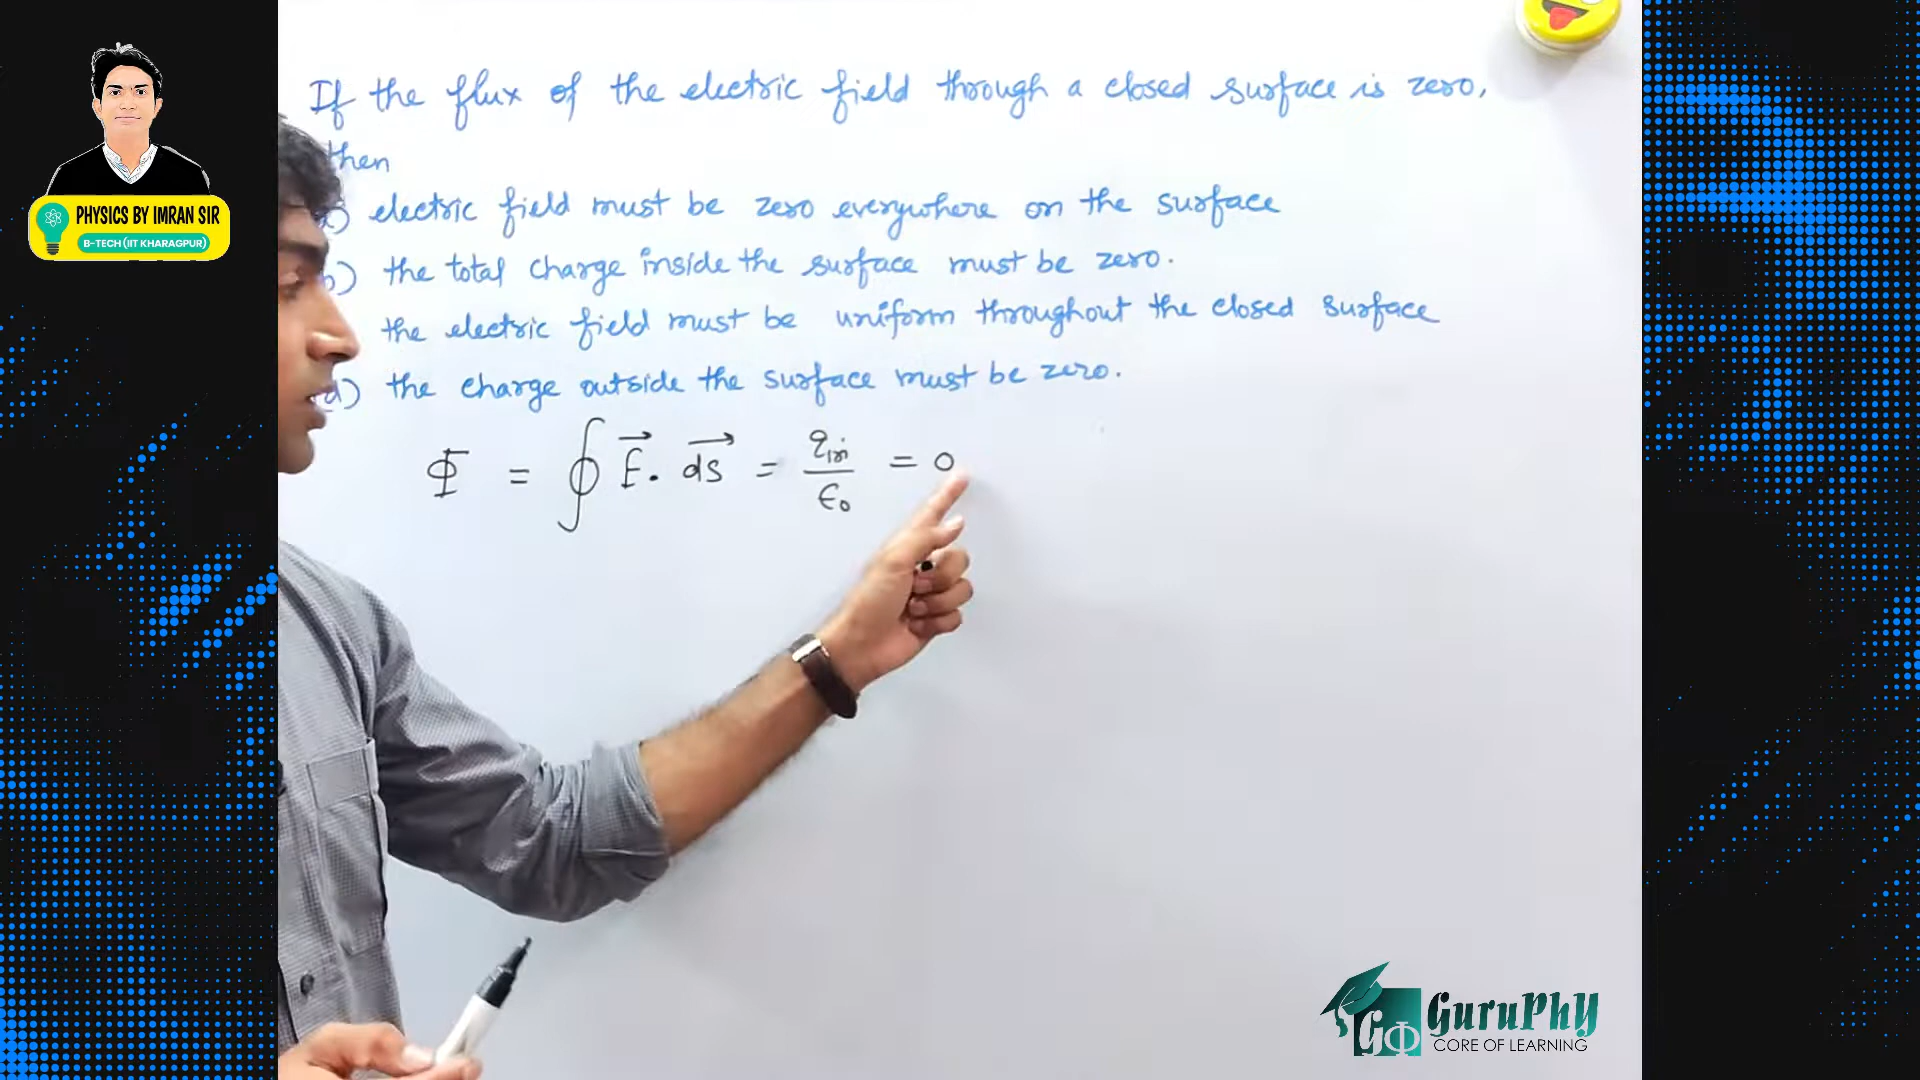 PHYSICS BY IMRAN SIR
B-TECH (IIT KHARAGPUR)
If the flux of the electric field through a closed surface is zero,
then
) electric field must be zero everywhere on the surface
b) the total charge inside the surface must be zero.
the electric field must be uniform throughout the closed surface
d) the charge outside the surface must be zero.
Φ = ∮ E⃗. ds⃗ = qin/ϵ0 = 0
GΦ GuruPhy
CORE OF LEARNING